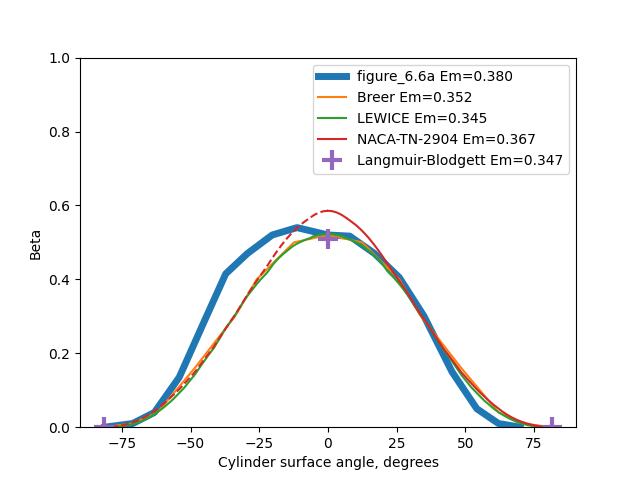 1.0
0.8
0.6
0.4
0.2
0.0
Beta
figure_6.6a Em=0.380
Breer Em=0.352
LEWICE Em=0.345
NACA-TN-2904 Em=0.367
Langmuir-Blodgett Em=0.347
−75 −50 −25 0 25 50 75
Cylinder surface angle, degrees